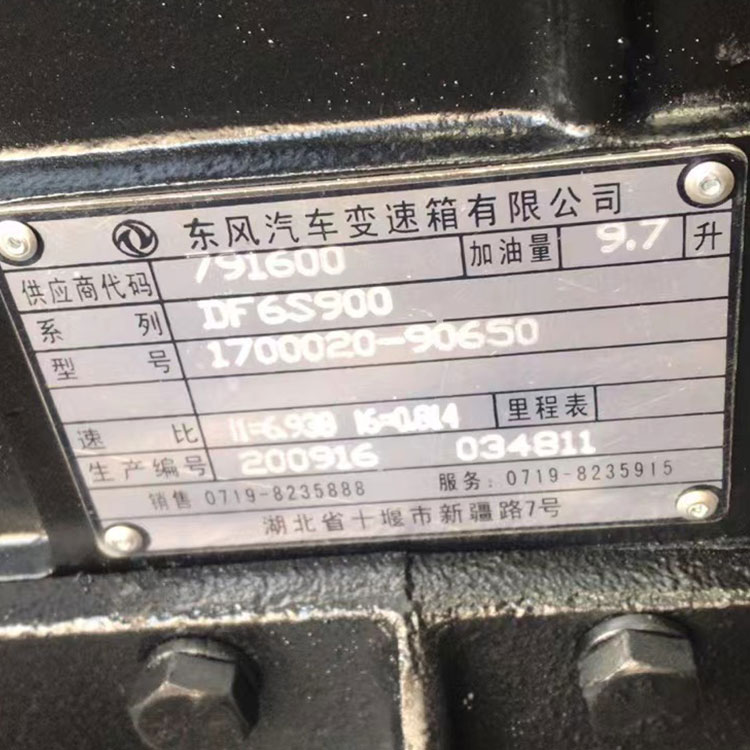 东风汽车变速箱有限公司
供应商代码 791600 加油量 9.7 升
系列 DF6S900
型号 1700020-90650
速比 i1=6.938 i6=0.814 里程表
生产编号 200916 034811
销售 0719-8235888 服务: 0719-8235915
湖北省十堰市新疆路7号